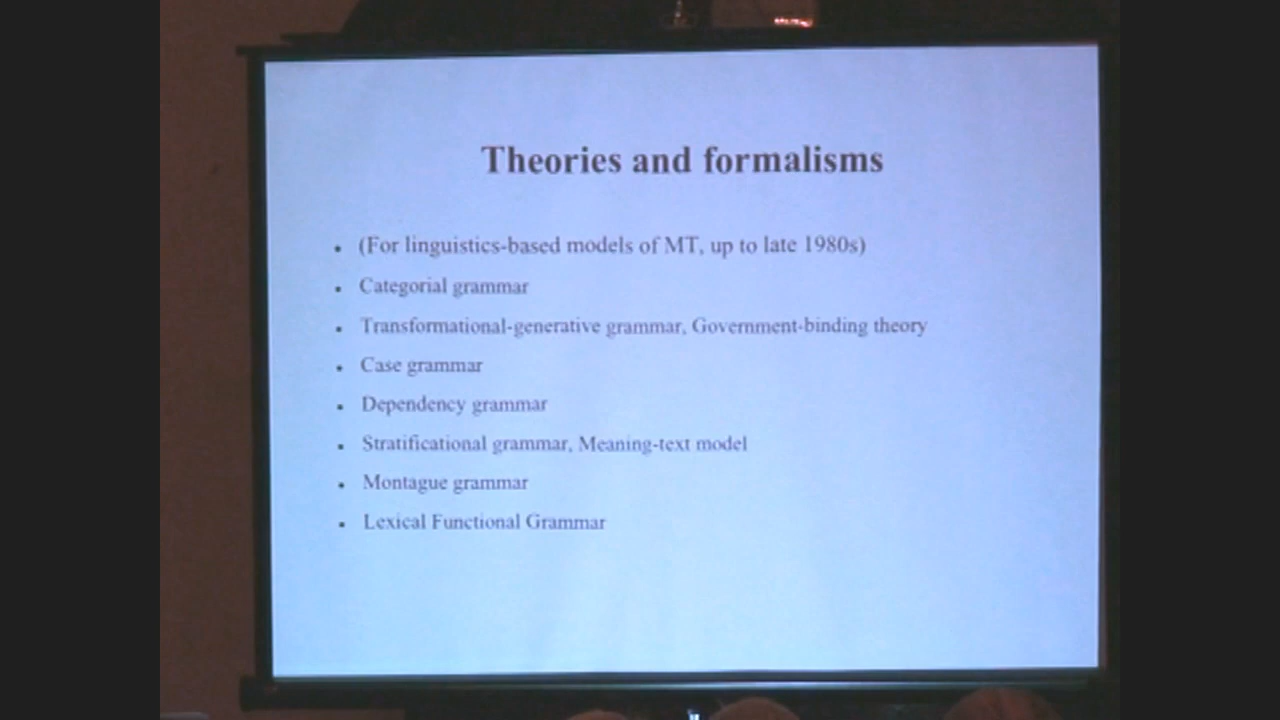 Theories and formalisms
(For linguistics-based models of MT, up to late 1980s)
Categorial grammar
Transformational-generative grammar, Government-binding theory
Case grammar
Dependency grammar
Stratificational grammar, Meaning-text model
Montague grammar
Lexical Functional Grammar